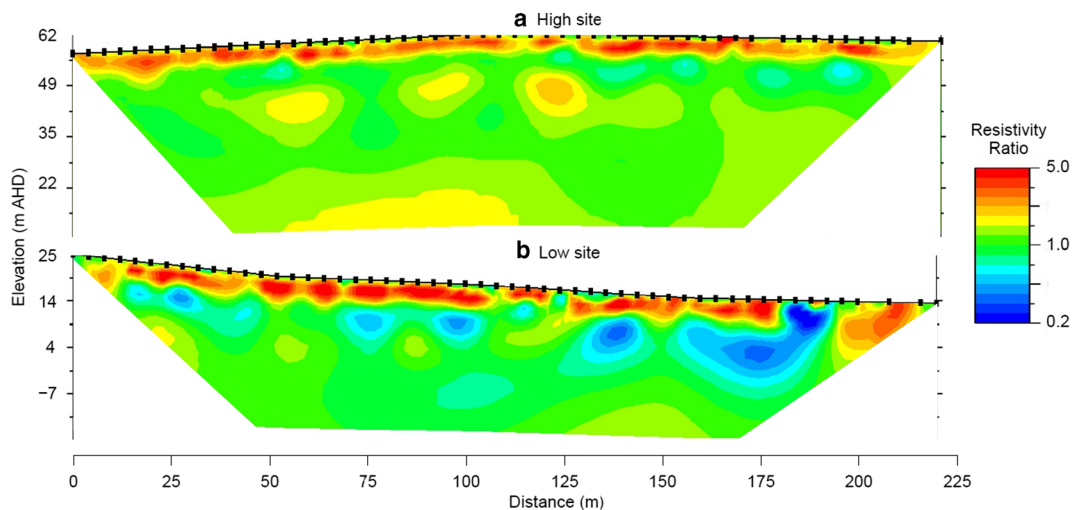 a High site
62
49
35
22
Elevation (m AHD)
b Low site
25
14
4
−7
0 25 50 75 100 125 150 175 200 225
Distance (m)
Resistivity
Ratio
5.0
1.0
0.2